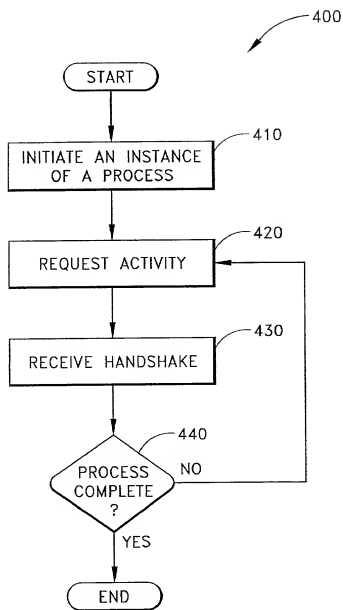 400
START
410
INITIATE AN INSTANCE
OF A PROCESS
420
REQUEST ACTIVITY
430
RECEIVE HANDSHAKE
440
PROCESS
COMPLETE
?
NO
YES
END